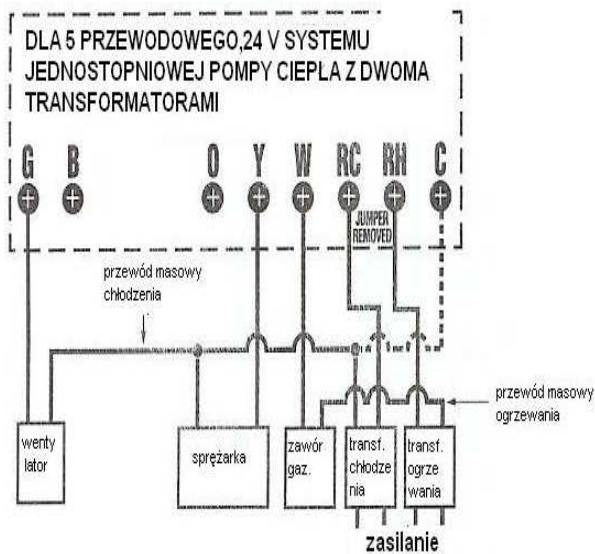 DLA 5 PRZEWODOWEGO,24 V SYSTEMU
JEDNOSTOPNIOWEJ POMPY CIEPŁA Z DWOMA
TRANSFORMATORAMI
G B O Y W RC RH C
JUMPER
REMOVED
przewód masowy
chłodzenia
przewód masowy
ogrzewania
wenty
lator
sprężarka
zawór
gaz.
transf.
chłodze
nia
transf.
ogrze
wania
zasilanie